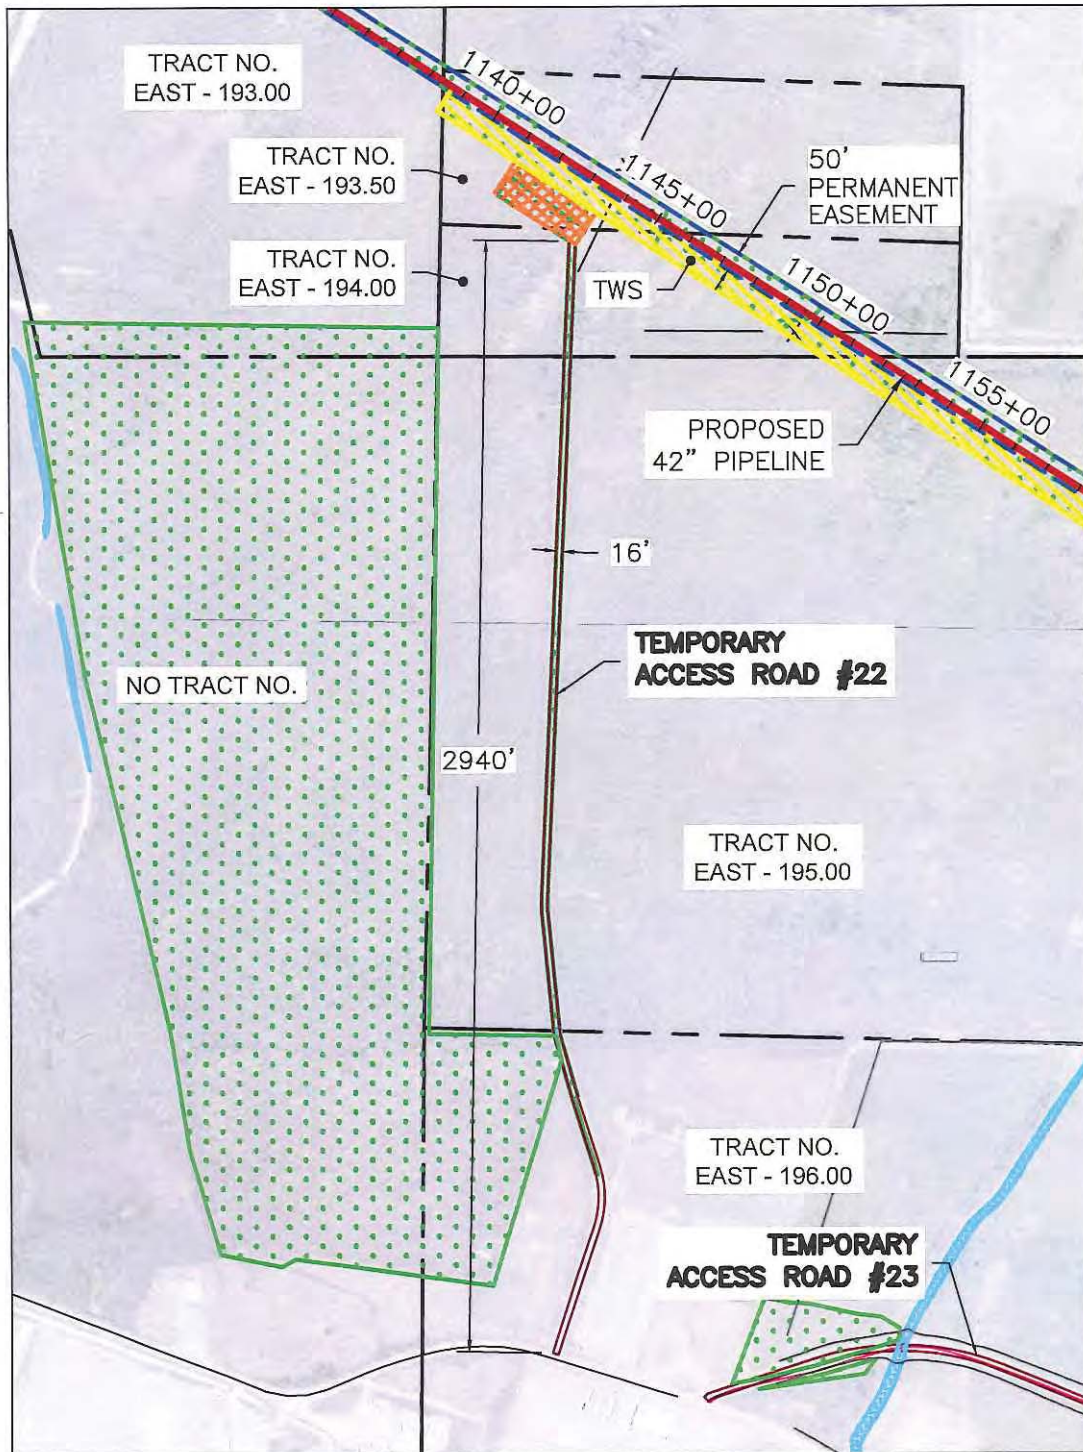 TRACT NO.
EAST - 193.00
1140+00
TRACT NO.
EAST - 193.50
1145+00
50'
PERMANENT
EASEMENT
TRACT NO.
EAST - 194.00
TWS
1150+00
1155+00
PROPOSED
42" PIPELINE
16'
TEMPORARY
ACCESS ROAD #22
NO TRACT NO.
2940'
TRACT NO.
EAST - 195.00
TRACT NO.
EAST - 196.00
TEMPORARY
ACCESS ROAD #23